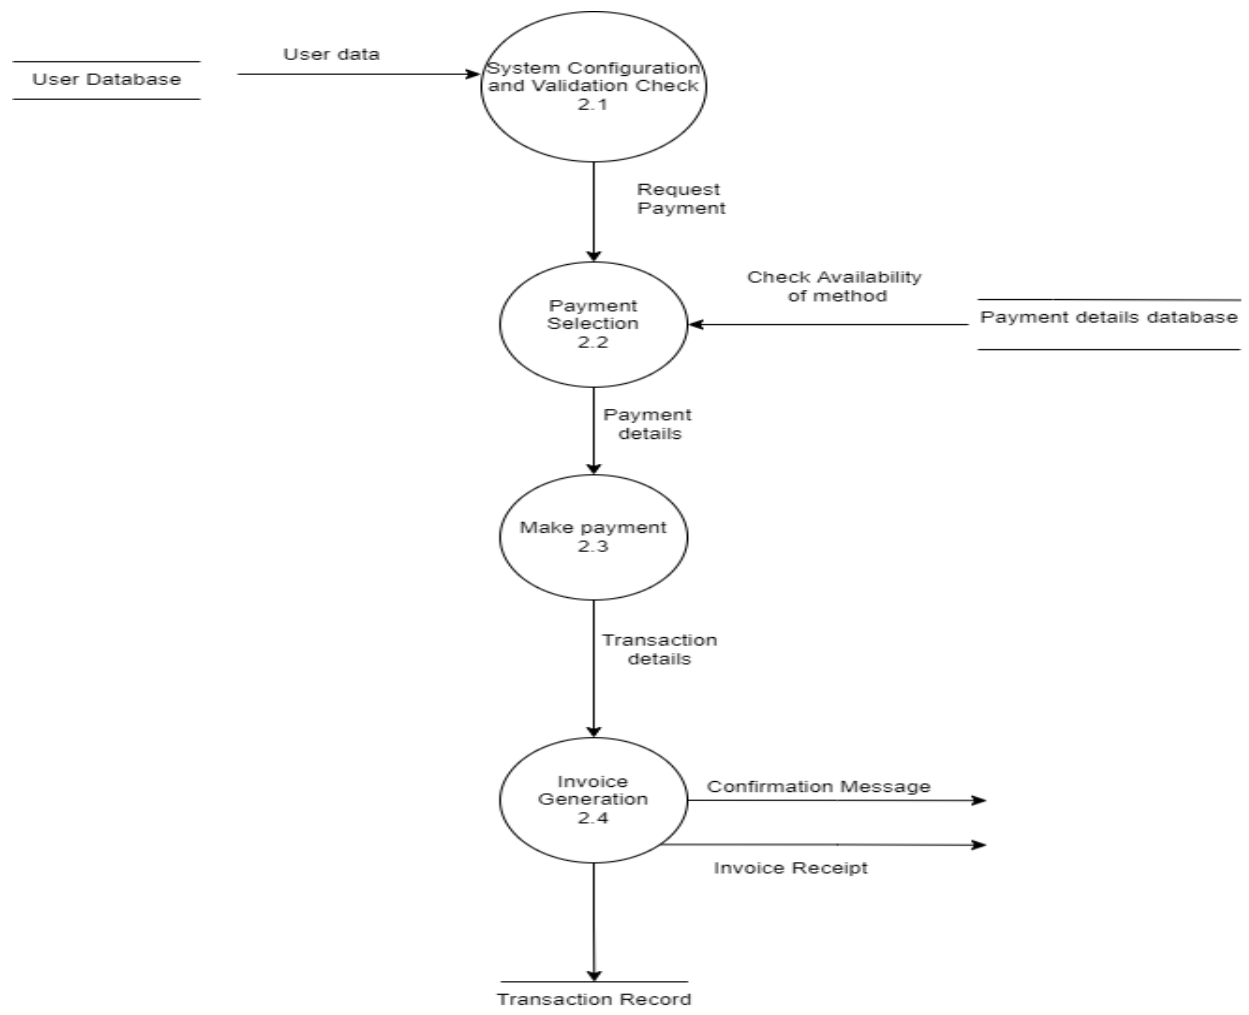 User data
User Database
System Configuration
and Validation Check
2.1
Request
Payment
Check Availability
of method
Payment
Selection
2.2
Payment details database
Payment
details
Make payment
2.3
Transaction
details
Invoice
Generation
2.4
Confirmation Message
Invoice Receipt
Transaction Record